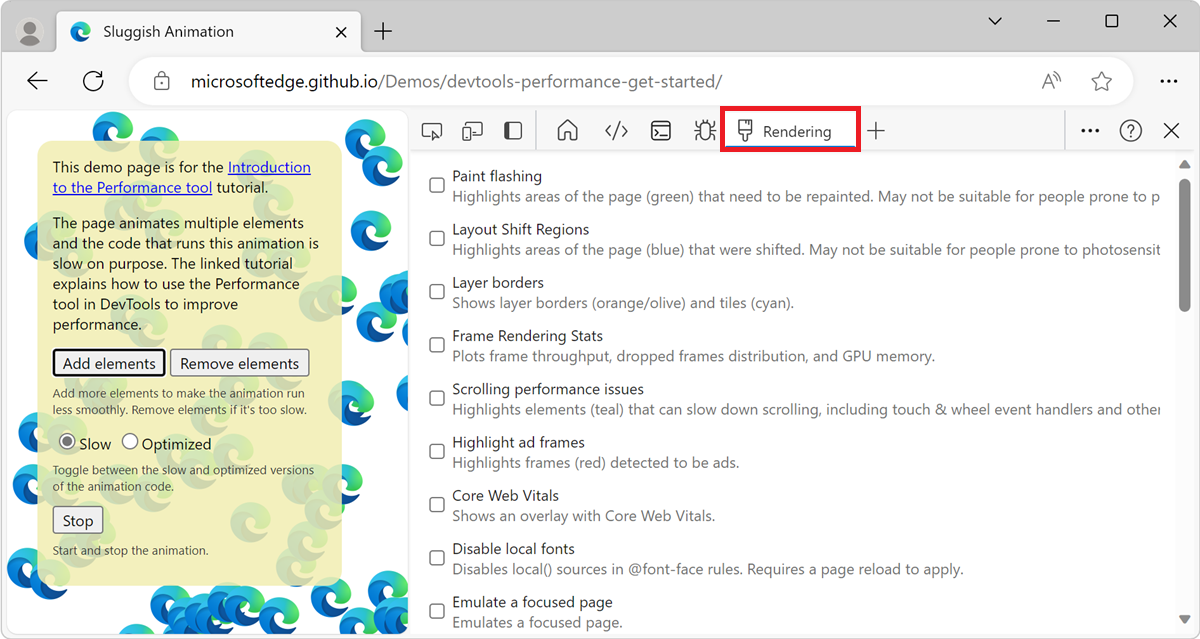 Sluggish Animation
microsoftedge.github.io/Demos/devtools-performance-get-started/
This demo page is for the Introduction
to the Performance tool tutorial.
The page animates multiple elements
and the code that runs this animation is
slow on purpose. The linked tutorial
explains how to use the Performance
tool in DevTools to improve
performance.
Add elements
Remove elements
Add more elements to make the animation run
less smoothly. Remove elements if it's too slow.
Slow
Optimized
Toggle between the slow and optimized versions
of the animation code.
Stop
Start and stop the animation.
Rendering
Paint flashing
Highlights areas of the page (green) that need to be repainted. May not be suitable for people prone to p
Layout Shift Regions
Highlights areas of the page (blue) that were shifted. May not be suitable for people prone to photosensit
Layer borders
Shows layer borders (orange/olive) and tiles (cyan).
Frame Rendering Stats
Plots frame throughput, dropped frames distribution, and GPU memory.
Scrolling performance issues
Highlights elements (teal) that can slow down scrolling, including touch & wheel event handlers and other
Highlight ad frames
Highlights frames (red) detected to be ads.
Core Web Vitals
Shows an overlay with Core Web Vitals.
Disable local fonts
Disables local() sources in @font-face rules. Requires a page reload to apply.
Emulate a focused page
Emulates a focused page.